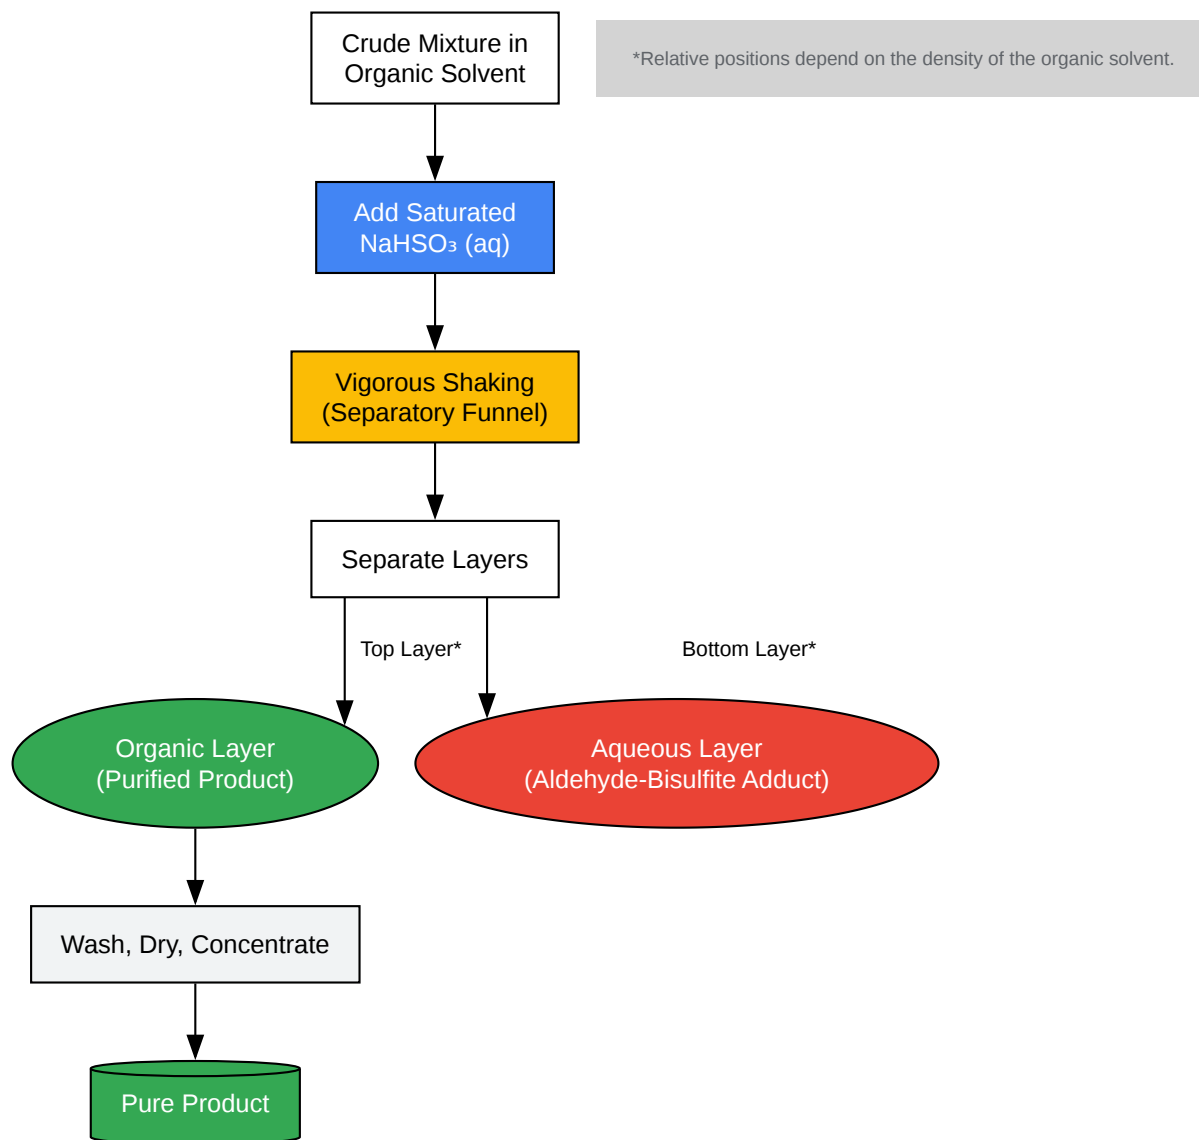 Crude Mixture in
Organic Solvent
*Relative positions depend on the density of the organic solvent.
Add Saturated
NaHSO₃ (aq)
Vigorous Shaking
(Separatory Funnel)
Separate Layers
Top Layer*
Bottom Layer*
Organic Layer
(Purified Product)
Aqueous Layer
(Aldehyde-Bisulfite Adduct)
Wash, Dry, Concentrate
Pure Product